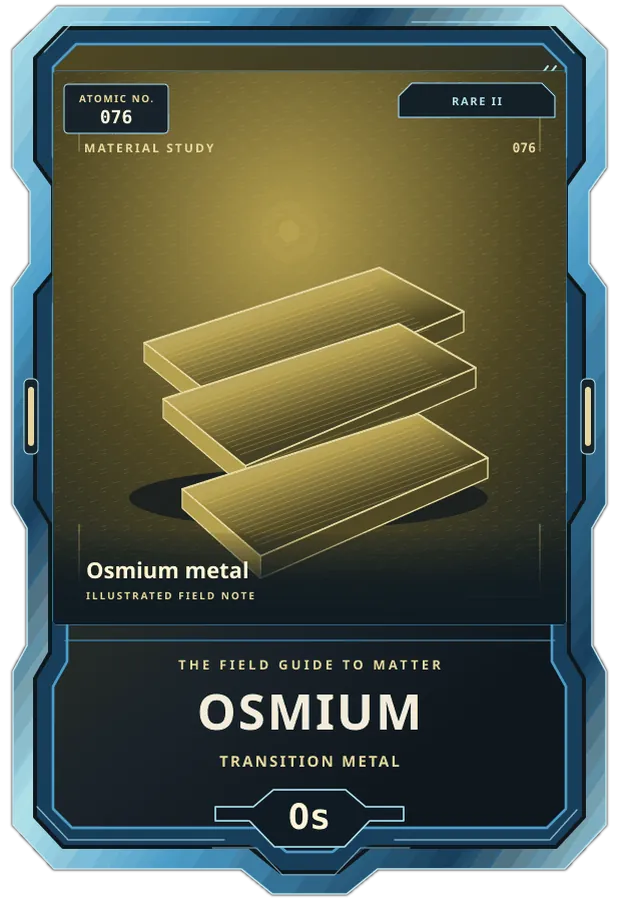 ATOMIC NO.
076
RARE II
MATERIAL STUDY
076
Osmium metal
ILLUSTRATED FIELD NOTE
THE FIELD GUIDE TO MATTER
OSMIUM
TRANSITION METAL
Os